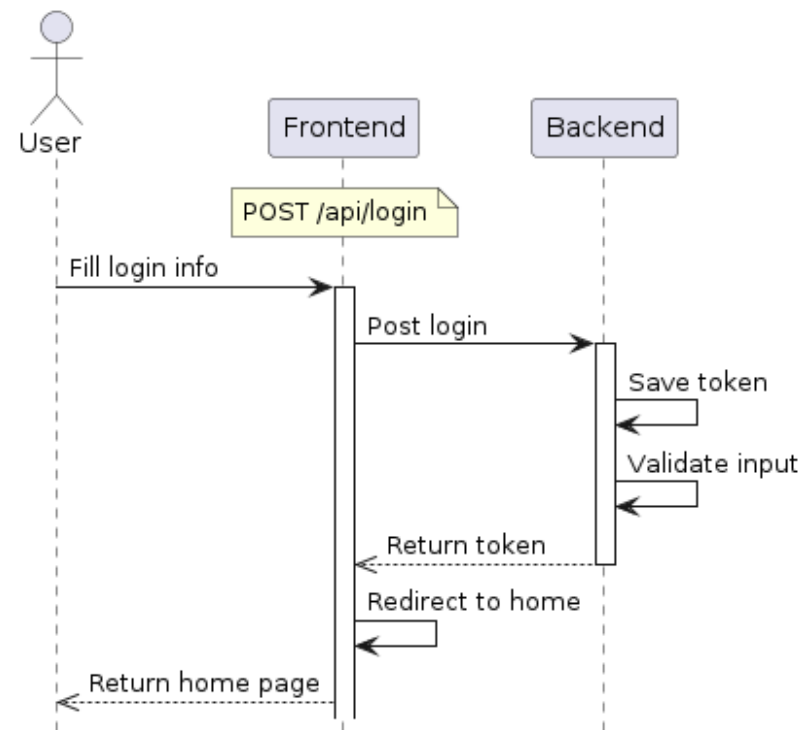 User
Frontend
Backend
POST /api/login
Fill login info
Post login
Save token
Validate input
Return token
Redirect to home
Return home page